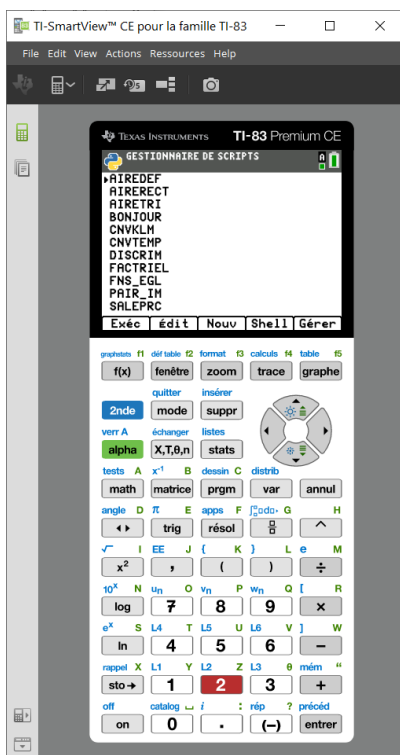 TI-SmartView™ CE pour la famille TI-83
File Edit View Actions Ressources Help
TEXAS INSTRUMENTS TI-83 Premium CE
GESTIONNAIRE DE SCRIPTS A
AIREDEF
AIRERECT
AIRETRI
BONJOUR
CNVKLM
CNVTEMP
DISCRIM
FACTRIEL
FNS_EGL
PAIR_IM
SALEPRC
Exéc édit Nouv Shell Gérer
graphstats f1 déf table f2 format f3 calculs f4 table f5
f(x) fenêtre zoom trace graphe
quitter insérer
2nde mode suppr
verr A échanger listes
alpha X,T,θ,n stats
tests A x⁻¹ B dessin C distrib
math matrice prgm var annul
angle D π E apps F G H
trig résol ^
√ I EE J { K } L e M
x² , ( ) ÷
10ˣ N uₙ O vₙ P wₙ Q [ R
log 7 8 9 ×
eˣ S L4 T L5 U L6 V ] W
ln 4 5 6 −
rappel X L1 Y L2 Z L3 θ mém "
sto→ 1 2 3 +
off catalog i : rép ? précéd
on 0 . (−) entrer